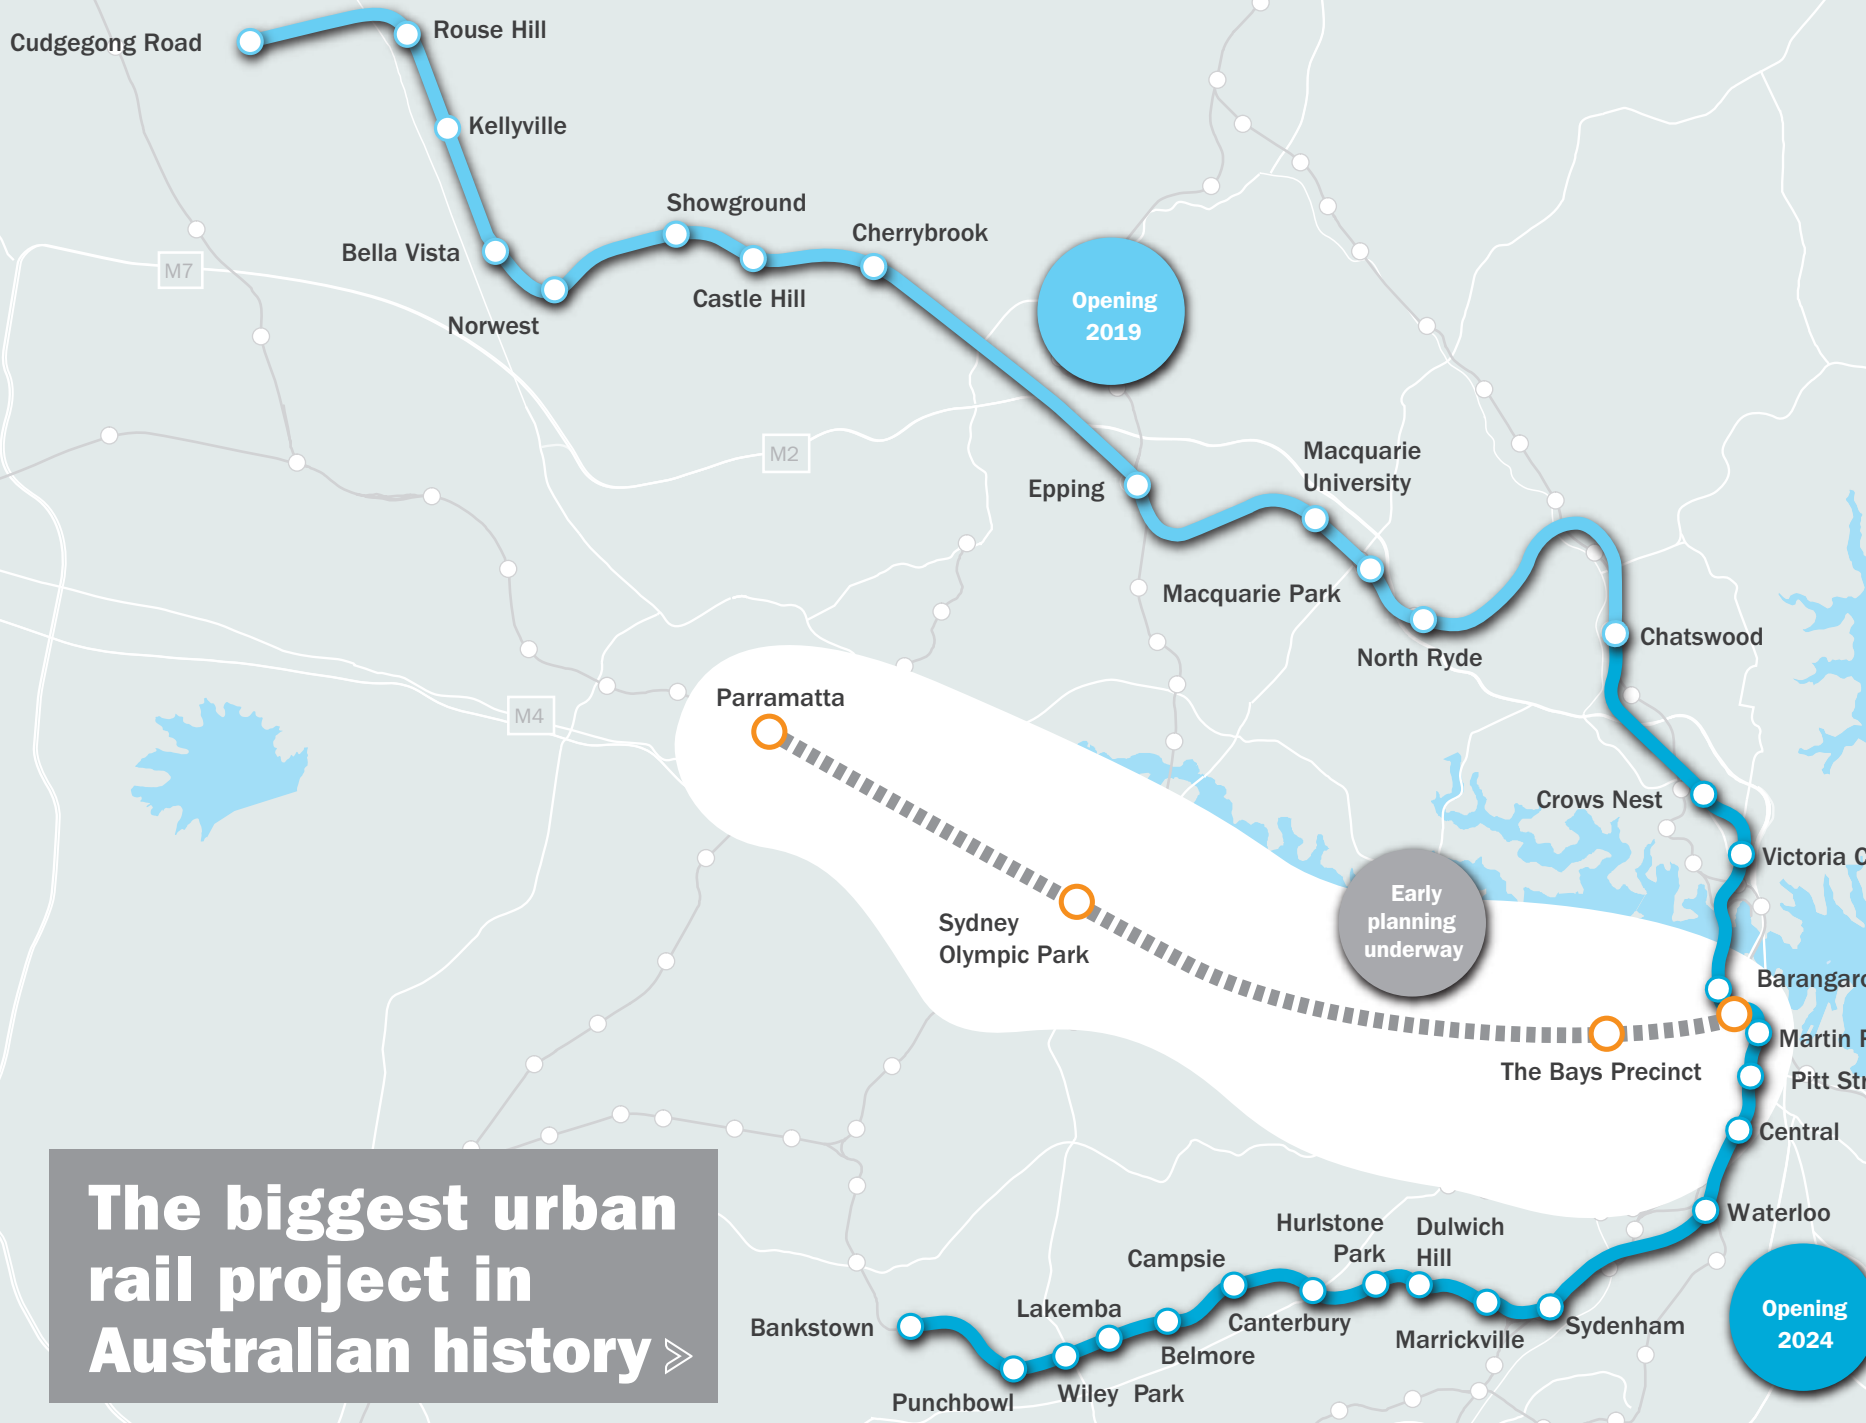 Cudgegong Road
Rouse Hill
Kellyville
Bella Vista
Norwest
Showground
Castle Hill
Cherrybrook
M7
M2
Opening
2019
Epping
Macquarie
University
Macquarie Park
North Ryde
Chatswood
M4
Parramatta
Crows Nest
Victoria
Sydney
Olympic Park
Early
planning
underway
The Bays Precinct
Martin
Pitt
Central
Waterloo
The biggest urban
rail project in
Australian history
Hurlstone
Park
Dulwich
Hill
Campsie
Lakemba
Bankstown
Canterbury
Marrickville
Sydenham
Belmore
Wiley Park
Punchbowl
Opening
2024